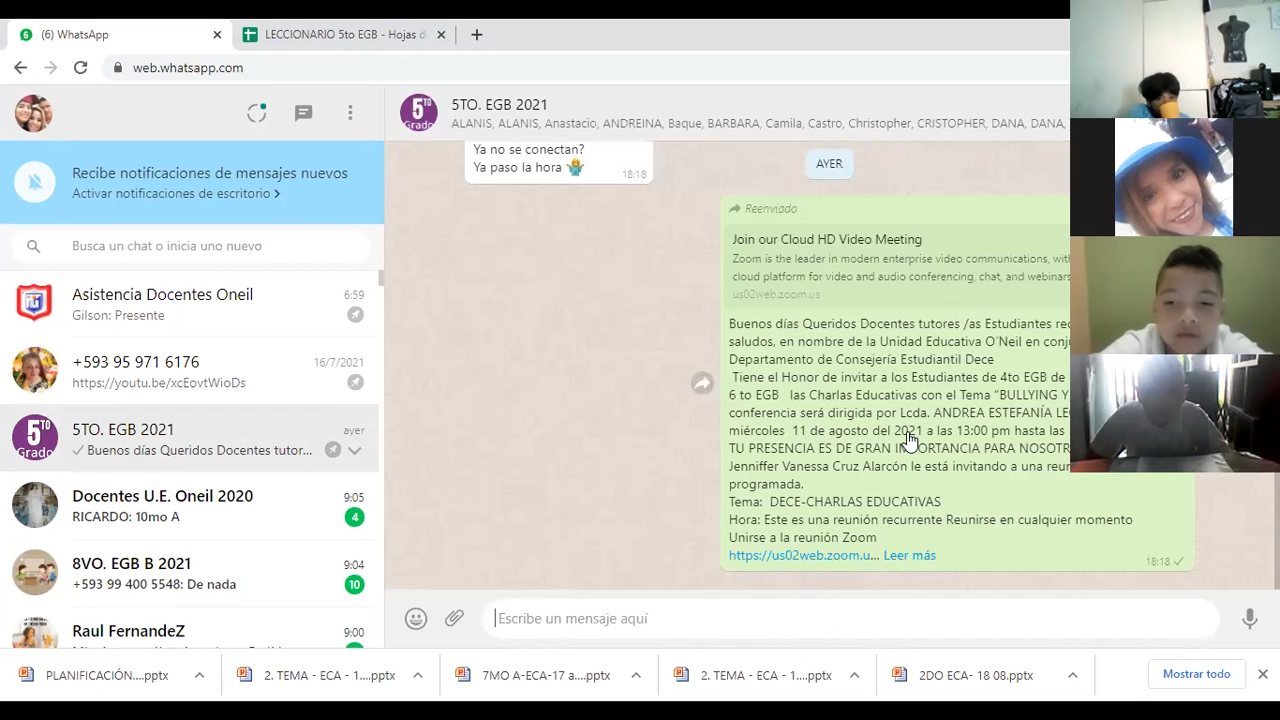 (6) WhatsApp
LECCIONARIO 5to EGB - Hojas de
web.whatsapp.com
5TO Grado
5TO. EGB 2021
ALANIS, ALANIS, Anastacio, ANDREINA, Baque, BARBARA, Camila, Castro, Christopher, CRISTOPHER, DANA, DANA,
Recibe notificaciones de mensajes nuevos
Activar notificaciones de escritorio >
Busca un chat o inicia uno nuevo
Asistencia Docentes Oneil 6:59
Gilson: Presente
+593 95 971 6176 16/7/2021
https://youtu.be/xcEovtWioDs
5TO Grado
5TO. EGB 2021 ayer
Buenos días Queridos Docentes tutor...
Docentes U.E. Oneil 2020 9:05
RICARDO: 10mo A 4
8VO. EGB B 2021 9:04
+593 99 400 5548: De nada 10
Raul FernandeZ 9:00
Ya no se conectan?
Ya paso la hora 18:18
AYER
Reenviado
Join our Cloud HD Video Meeting
Zoom is the leader in modern enterprise video communications,
cloud platform for video and audio conferencing, chat, and webinars
us02web.zoom.us
Buenos días Queridos Docentes tutores /as Estudiantes
saludos, en nombre de la Unidad Educativa O'Neil en
Departamento de Consejería Estudiantil Dece
Tiene el Honor de invitar a los Estudiantes de 4to EGB de
6 to EGB las Charlas Educativas con el Tema "BULLYING Y
conferencia será dirigida por Lcda. ANDREA ESTEFANÍA
miércoles 11 de agosto del 2021 a las 13:00 pm hasta las
TU PRESENCIA ES DE GRAN IMPORTANCIA PARA
Jenniffer Vanessa Cruz Alarcón le está invitando a una
programada.
Tema: DECE-CHARLAS EDUCATIVAS
Hora: Este es una reunión recurrente Reunirse en cualquier momento
Unirse a la reunión Zoom
https://us02web.zoom.u... Leer más
18:18
Escribe un mensaje aquí
PLANIFICACIÓN....pptx
2. TEMA - ECA - 1....pptx
7MO A-ECA-17 a....pptx
2. TEMA - ECA - 1....pptx
2DO ECA- 18 08.pptx
Mostrar todo